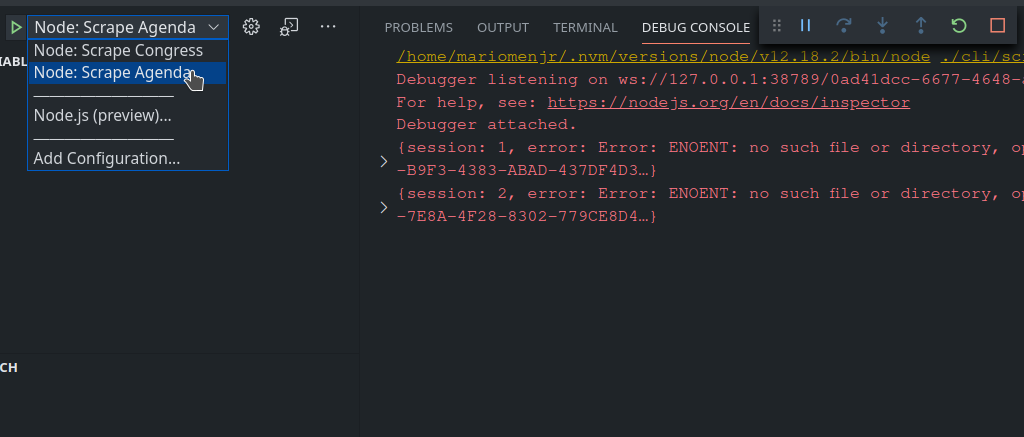 Node: Scrape Agenda
Node: Scrape Congress
Node: Scrape Agenda
Node.js (preview)...
Add Configuration...
IABL
CH
PROBLEMS OUTPUT TERMINAL DEBUG CONSOLE
/home/mariomenjr/.nvm/versions/node/v12.18.2/bin/node ./cli/scr
Debugger listening on ws://127.0.0.1:38789/0ad41dcc-6677-4648-a
For help, see: https://nodejs.org/en/docs/inspector
Debugger attached.
{session: 1, error: Error: ENOENT: no such file or directory, op
-B9F3-4383-ABAD-437DF4D3…}
{session: 2, error: Error: ENOENT: no such file or directory, op
-7E8A-4F28-8302-779CE8D4…}